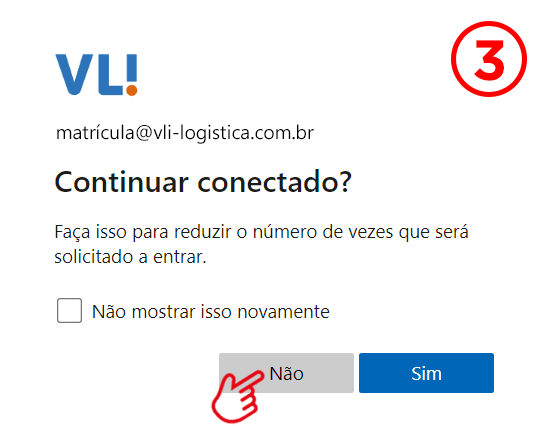 VL!
3
matrícula@vli-logistica.com.br
Continuar conectado?
Faça isso para reduzir o número de vezes que será
solicitado a entrar.
Não mostrar isso novamente
Não
Sim